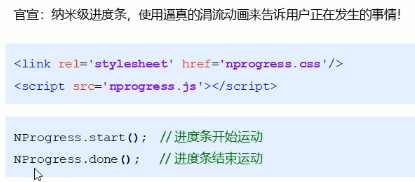 官宣：纳米级进度条，使用逼真的涓流动画来告诉用户正在发生的事情！
<link rel='stylesheet' href='nprogress.css'/>
<script src='nprogress.js'></script>
NProgress.start(); //进度条开始运动
NProgress.done(); //进度条结束运动